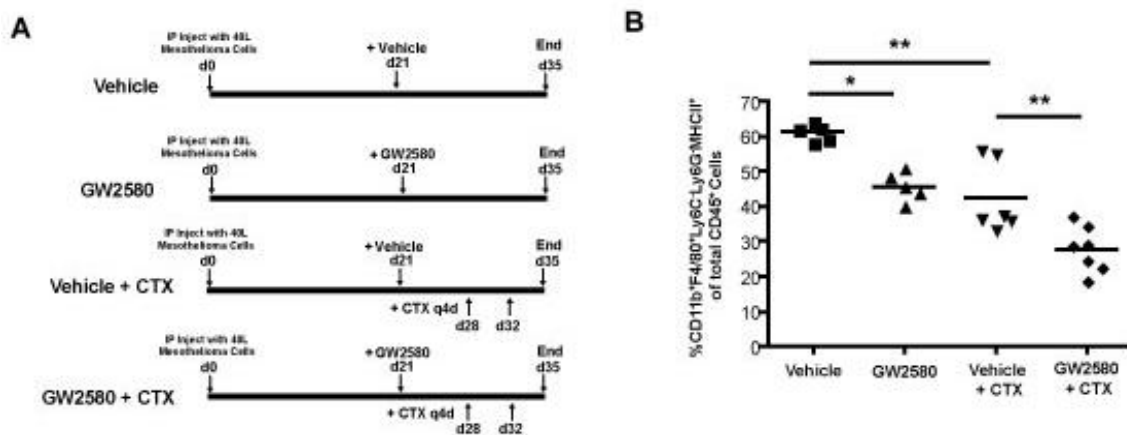 A
IP Inject with 40L
Mesothelioma Cells
d0
+ Vehicle
d21
End
d35
Vehicle
IP Inject with 40L
Mesothelioma Cells
d0
+ GW2580
d21
End
d35
GW2580
IP Inject with 40L
Mesothelioma Cells
d0
+Vehicle
d21
End
d35
Vehicle + CTX
+ CTX q4d
d28
d32
IP Inject with 40L
Mesothelioma Cells
d0
+GW2580
d21
End
d35
GW2580 + CTX
+ CTX q4d
d28
d32
B
%CD11b⁺F4/80⁺Ly6C⁻Ly6G⁻MHCII⁺
of total CD45⁺ Cells
70
60
50
40
30
20
10
0
**
*
**
Vehicle
GW2580
Vehicle
+ CTX
GW2580
+ CTX